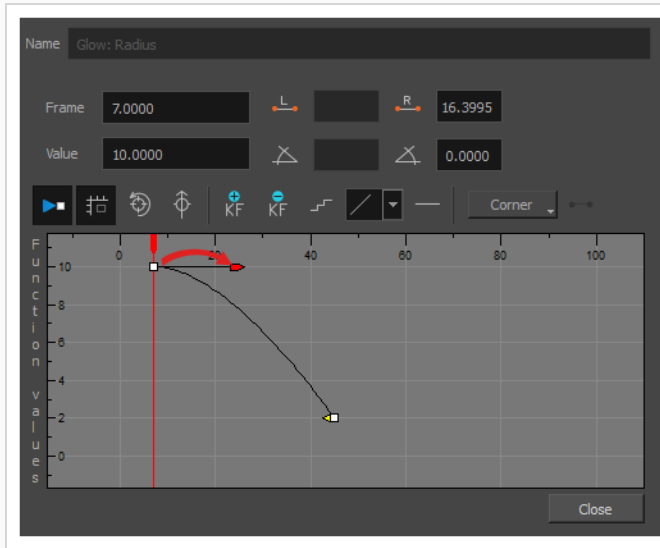 Name Glow: Radius
Frame 7.0000 L R 16.3995
Value 10.0000 0.0000
KF KF Corner
Function values
0 20 40 60 80 100
10
8
6
4
2
0
Close